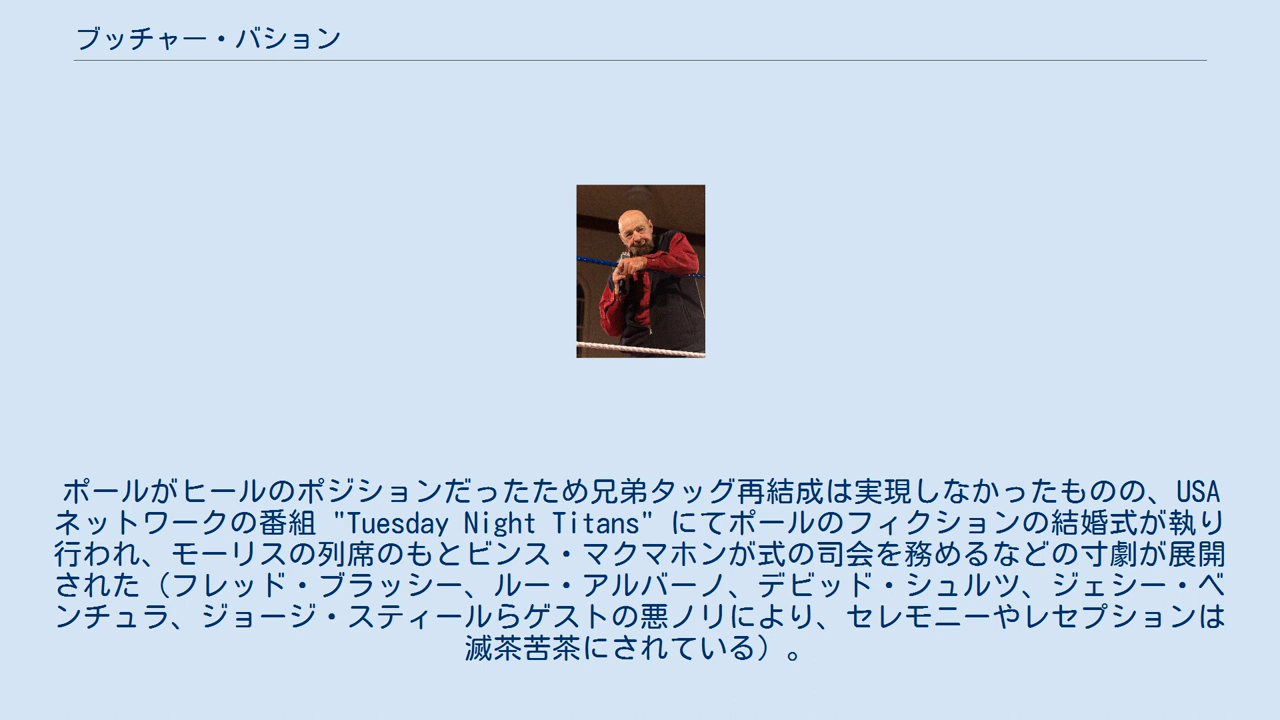 ブッチャー・バション
ポールがヒールのポジションだったため兄弟タッグ再結成は実現しなかったものの、USA
ネットワークの番組 "Tuesday Night Titans" にてポールのフィクションの結婚式が執り
行われ、モーリスの列席のもとビンス・マクマホンが式の司会を務めるなどの寸劇が展開
された（フレッド・ブラッシー、ルー・アルバーノ、デビッド・シュルツ、ジェシー・ベ
ンチュラ、ジョージ・スティールらゲストの悪ノリにより、セレモニーやレセプションは
滅茶苦茶にされている）。